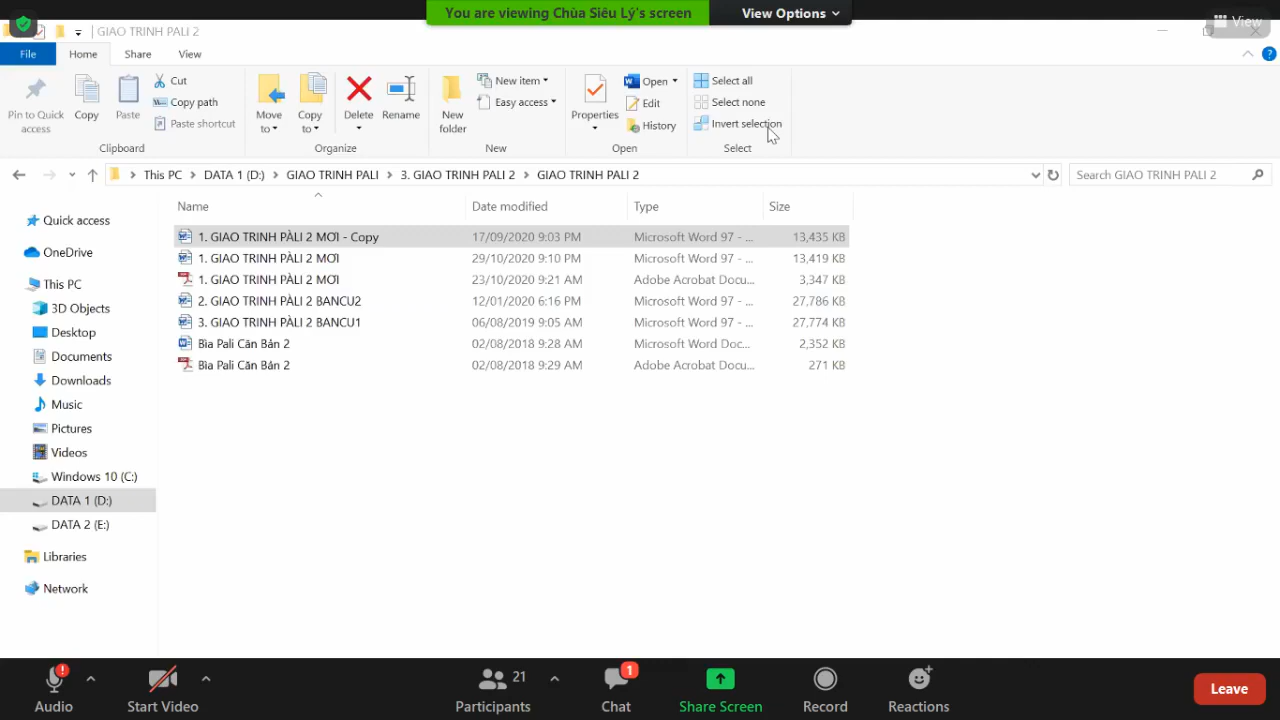 You are viewing Chùa Siêu Lý's screen
View Options
View
GIAO TRINH PALI 2
File
Home
Share
View
Pin to Quick access
Copy
Paste
Cut
Copy path
Paste shortcut
Clipboard
Move to
Copy to
Delete
Rename
Organize
New folder
New item
Easy access
New
Properties
Open
Edit
History
Open
Select all
Select none
Invert selection
Select
This PC
DATA 1 (D:)
GIAO TRINH PALI
3. GIAO TRINH PALI 2
GIAO TRINH PALI 2
Search GIAO TRINH PALI 2
Name
Date modified
Type
Size
1. GIAO TRINH PÀLI 2 MƠI - Copy 17/09/2020 9:03 PM Microsoft Word 97 - ... 13,435 KB
1. GIAO TRINH PÀLI 2 MƠI 29/10/2020 9:10 PM Microsoft Word 97 - ... 13,419 KB
1. GIAO TRINH PÀLI 2 MƠI 23/10/2020 9:21 AM Adobe Acrobat Docu... 3,347 KB
2. GIAO TRINH PÀLI 2 BANCU2 12/01/2020 6:16 PM Microsoft Word 97 - ... 27,786 KB
3. GIAO TRINH PÀLI 2 BANCU1 06/08/2019 9:05 AM Microsoft Word 97 - ... 27,774 KB
Bìa Pali Căn Bản 2 02/08/2018 9:28 AM Microsoft Word Doc... 2,352 KB
Bìa Pali Căn Bản 2 02/08/2018 9:29 AM Adobe Acrobat Docu... 271 KB
Quick access
OneDrive
This PC
3D Objects
Desktop
Documents
Downloads
Music
Pictures
Videos
Windows 10 (C:)
DATA 1 (D:)
DATA 2 (E:)
Libraries
Network
Audio
Start Video
Participants
21
Chat
1
Share Screen
Record
Reactions
Leave